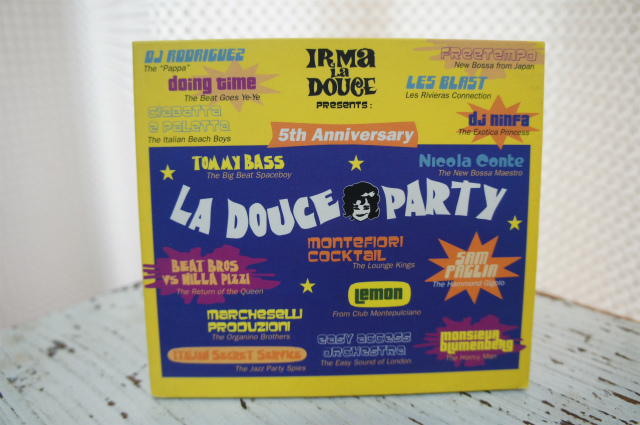 DJ RODRIGUEZ
The "Pappa"
doing time
The Beat Goes Ye-Ye
CIABATTA
E PALETTA
The Italian Beach Boys
IRMA
LA
DOUCE
PRESENTS:
FREETEMPO
New Bossa from Japan
LES BLAST
Les Rivieras Connection
DJ NINFA
The Exotica Princess
5th Anniversary
TOMMY BASS
The Big Beat Spaceboy
Nicola Conte
The New Bossa Maestro
LA DOUCE PARTY
MONTEFIORI
COCKTAIL
The Lounge Kings
BEAT BROS
VS HILLA PIZZI
The Return of the Queen
SAM
PAGLIA
The Hammond Gigolo
Lemon
From Club Montepulciano
MARCHESELLI
PRODUZIONI
The Organino Brothers
EASY ACCESS
ORCHESTRA
The Easy Sound of London
MONSIEUR
BLUMENBERG
The Horny Man
ITALIAN SECRET SERVICE
The Jazz Party Spies